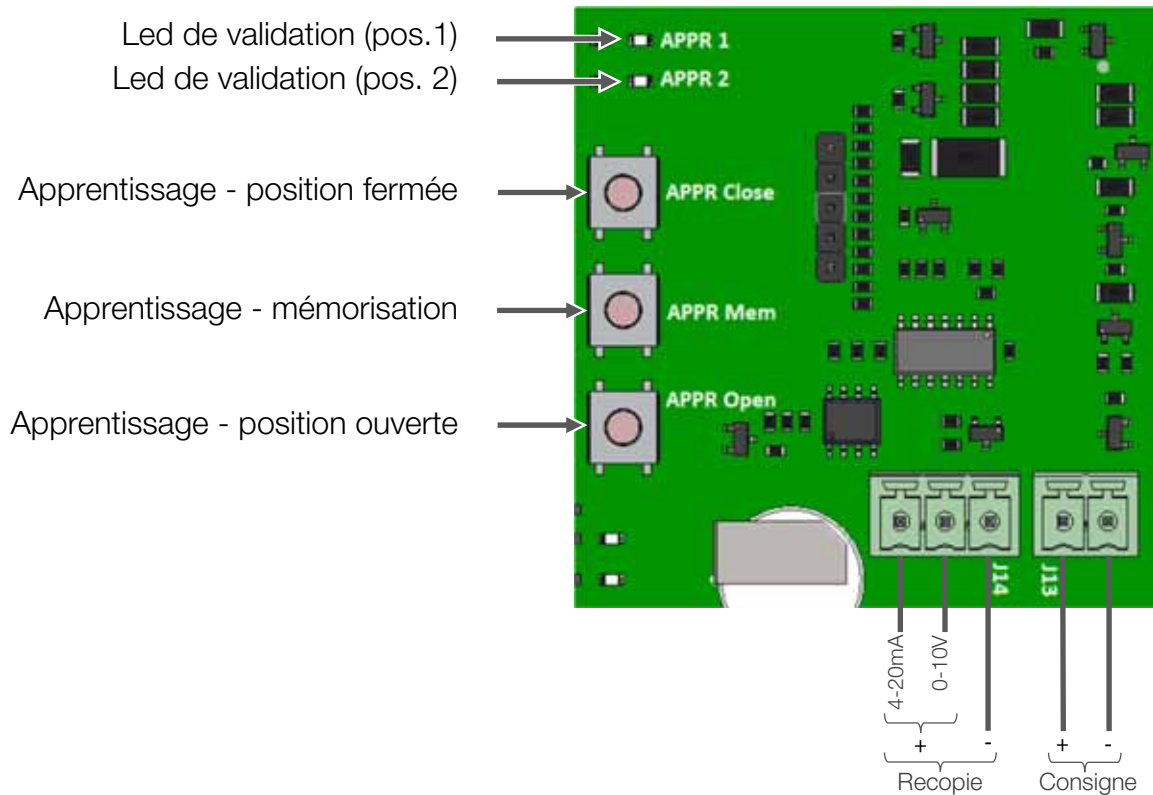 Led de validation (pos.1)
APPR 1
Led de validation (pos. 2)
APPR 2
Apprentissage - position fermée
APPR Close
Apprentissage - mémorisation
APPR Mem
Apprentissage - position ouverte
APPR Open
J14
J13
4-20mA
0-10V
+
-
+
-
Recopie
Consigne